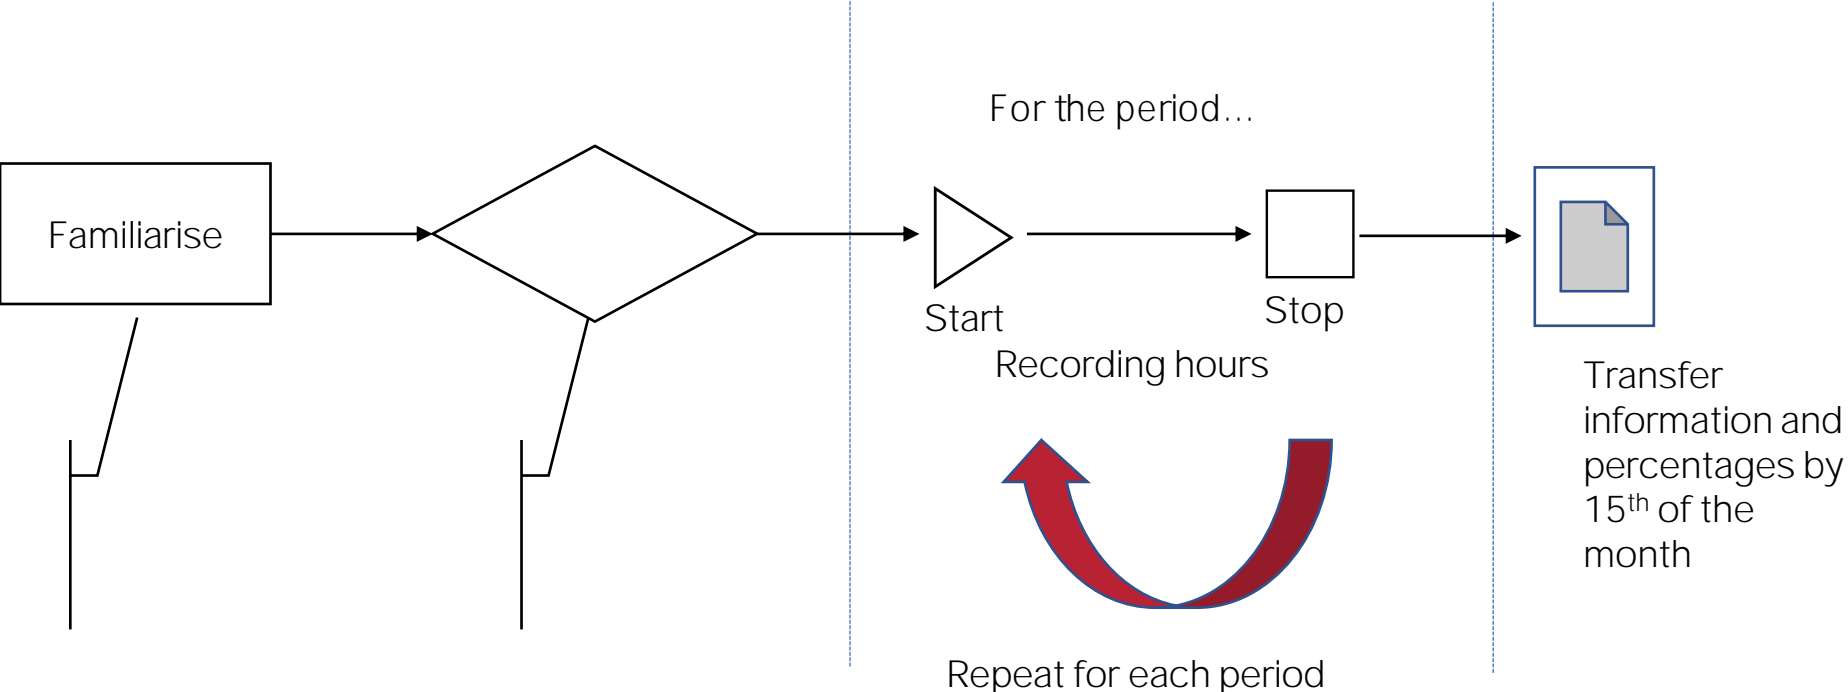 For the period...
Familiarise
Start
Stop
Recording hours
Transfer
information and
percentages by
15th of the
month
Repeat for each period